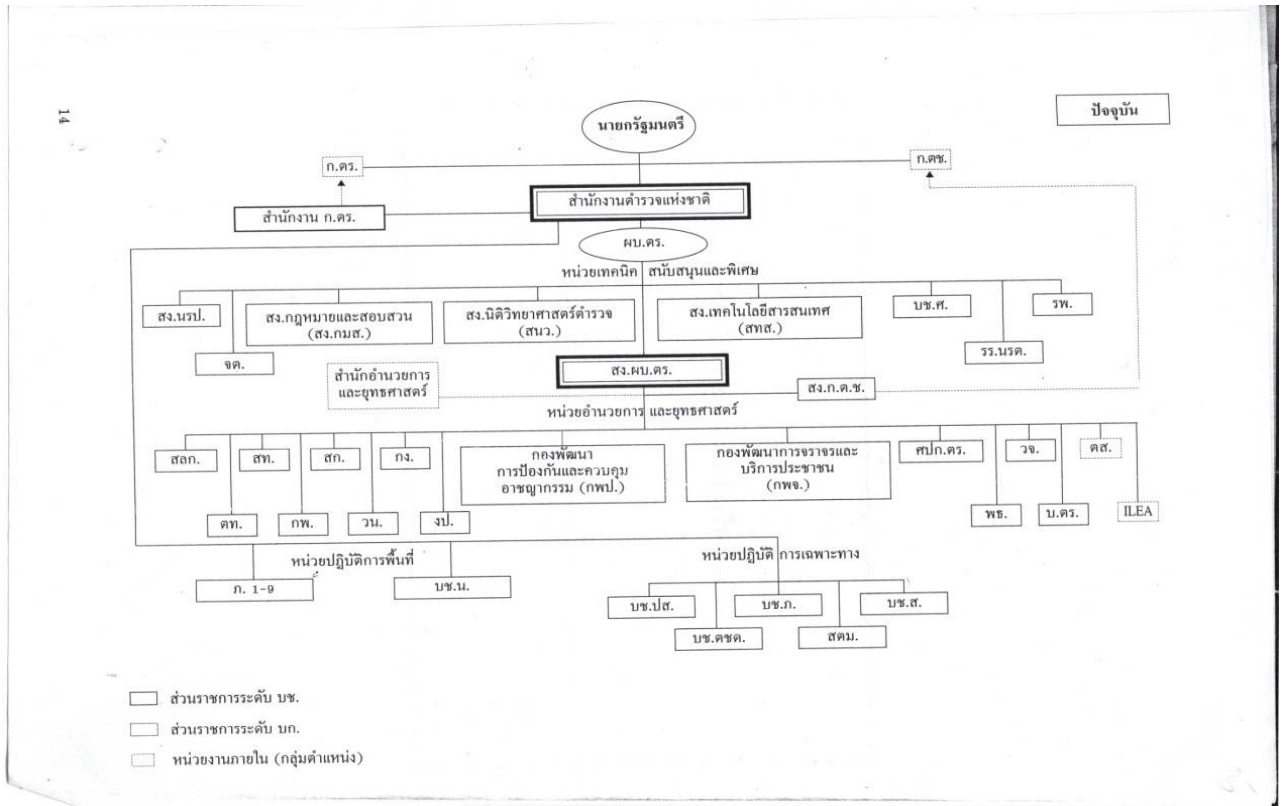 14
ปัจจุบัน
นายกรัฐมนตรี
ก.ตร.
ก.ตช.
สำนักงาน ก.ตร.
สำนักงานตำรวจแห่งชาติ
ผบ.ตร.
หน่วยเทคนิค สนับสนุนและพิเศษ
สง.นรป.
จต.
สง.กฎหมายและสอบสวน
(สง.กมส.)
สง.นิติวิทยาศาสตร์ตำรวจ
(สนว.)
สง.เทคโนโลยีสารสนเทศ
(สทส.)
บช.ศ.
รร.นรต.
รพ.
สำนักอำนวยการ
และยุทธศาสตร์
สง.ผบ.ตร.
สง.ก.ต.ช.
หน่วยอำนวยการ และยุทธศาสตร์
สลก.
สท.
สก.
กง.
กองพัฒนา
การป้องกันและควบคุม
อาชญากรรม (กพป.)
กองพัฒนาการจราจรและ
บริการประชาชน
(กพจ.)
ศปก.ตร.
วจ.
ตส.
ตท.
กพ.
วน.
งป.
พธ.
บ.ตร.
ILEA
หน่วยปฏิบัติการพื้นที่
หน่วยปฏิบัติ การเฉพาะทาง
ภ. 1-9
บช.น.
บช.ปส.
บช.ก.
บช.ส.
บช.ตชด.
สตม.
ส่วนราชการระดับ บช.
ส่วนราชการระดับ บก.
หน่วยงานภายใน (กลุ่มตำแหน่ง)